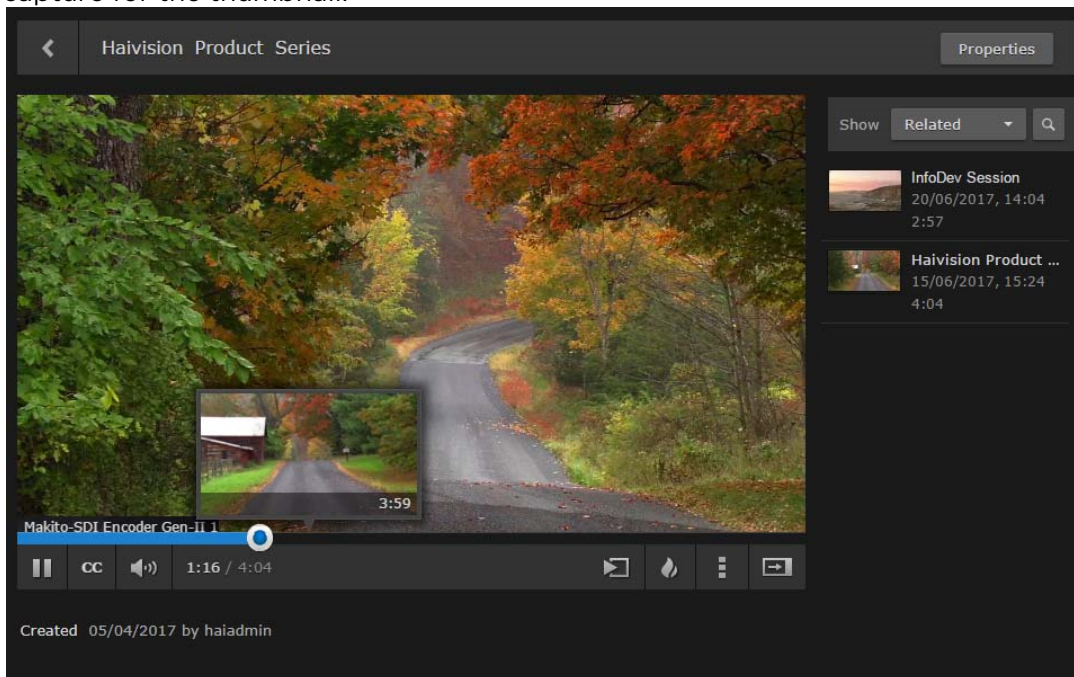 capture for the thumbnail.
Haivision Product Series
Properties
Show Related
InfoDev Session
20/06/2017, 14:04
2:57
Haivision Product ...
15/06/2017, 15:24
4:04
3:59
Makito-SDI Encoder Gen-II 1
CC 1:16 / 4:04
Created 05/04/2017 by haiadmin